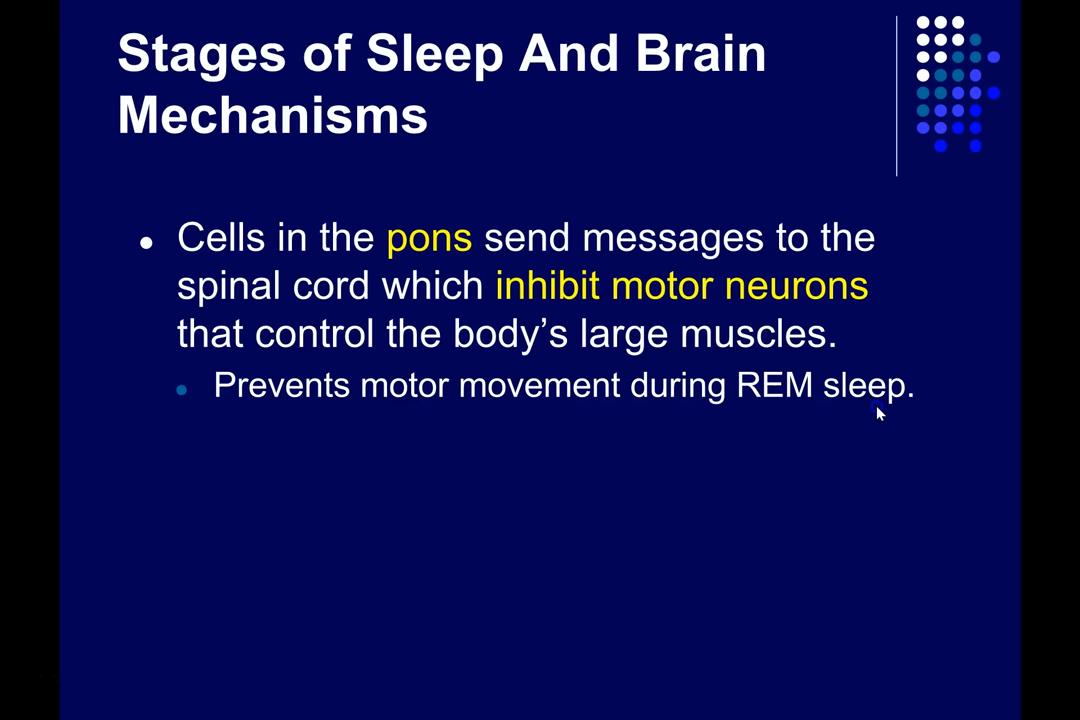 Stages of Sleep And Brain
Mechanisms
Cells in the pons send messages to the
spinal cord which inhibit motor neurons
that control the body’s large muscles.
Prevents motor movement during REM sleep.